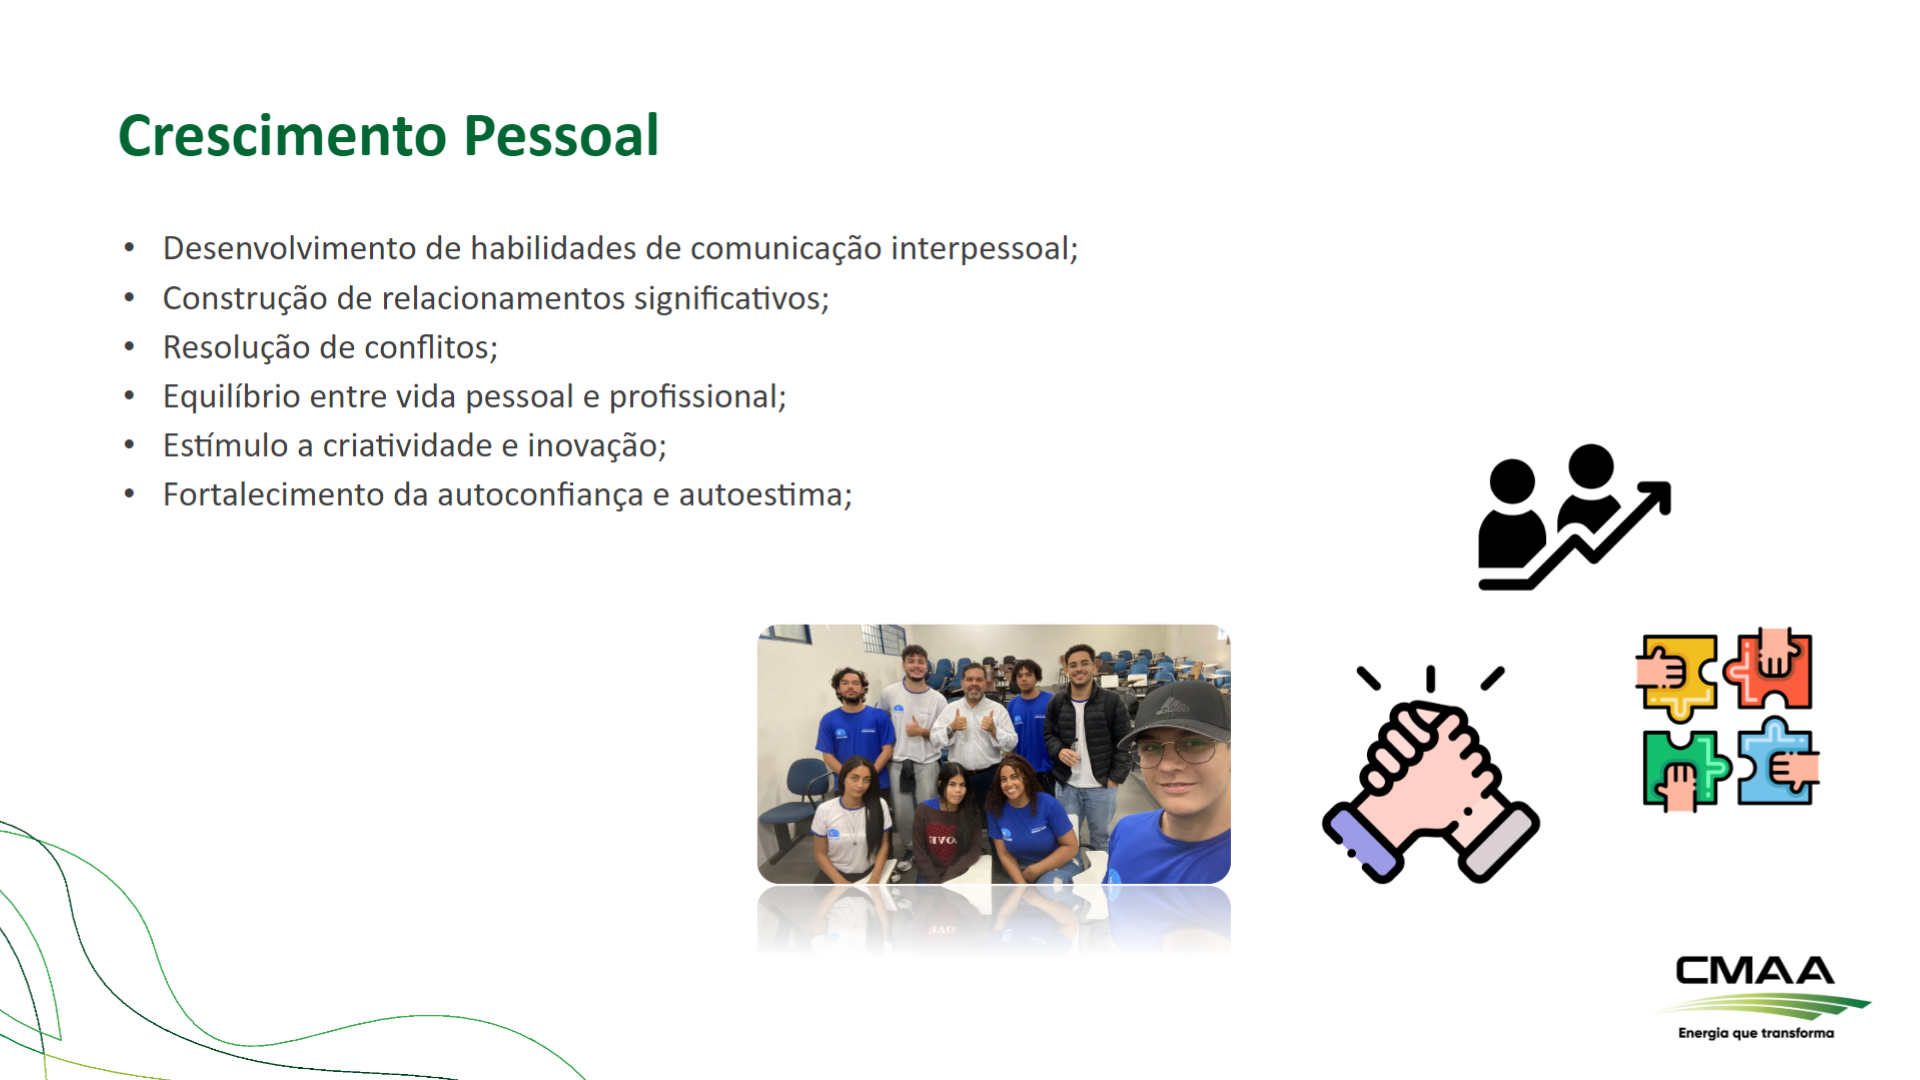 Crescimento Pessoal
• Desenvolvimento de habilidades de comunicação interpessoal;
• Construção de relacionamentos significativos;
• Resolução de conflitos;
• Equilíbrio entre vida pessoal e profissional;
• Estímulo a criatividade e inovação;
• Fortalecimento da autoconfiança e autoestima;
CMAA
Energia que transforma